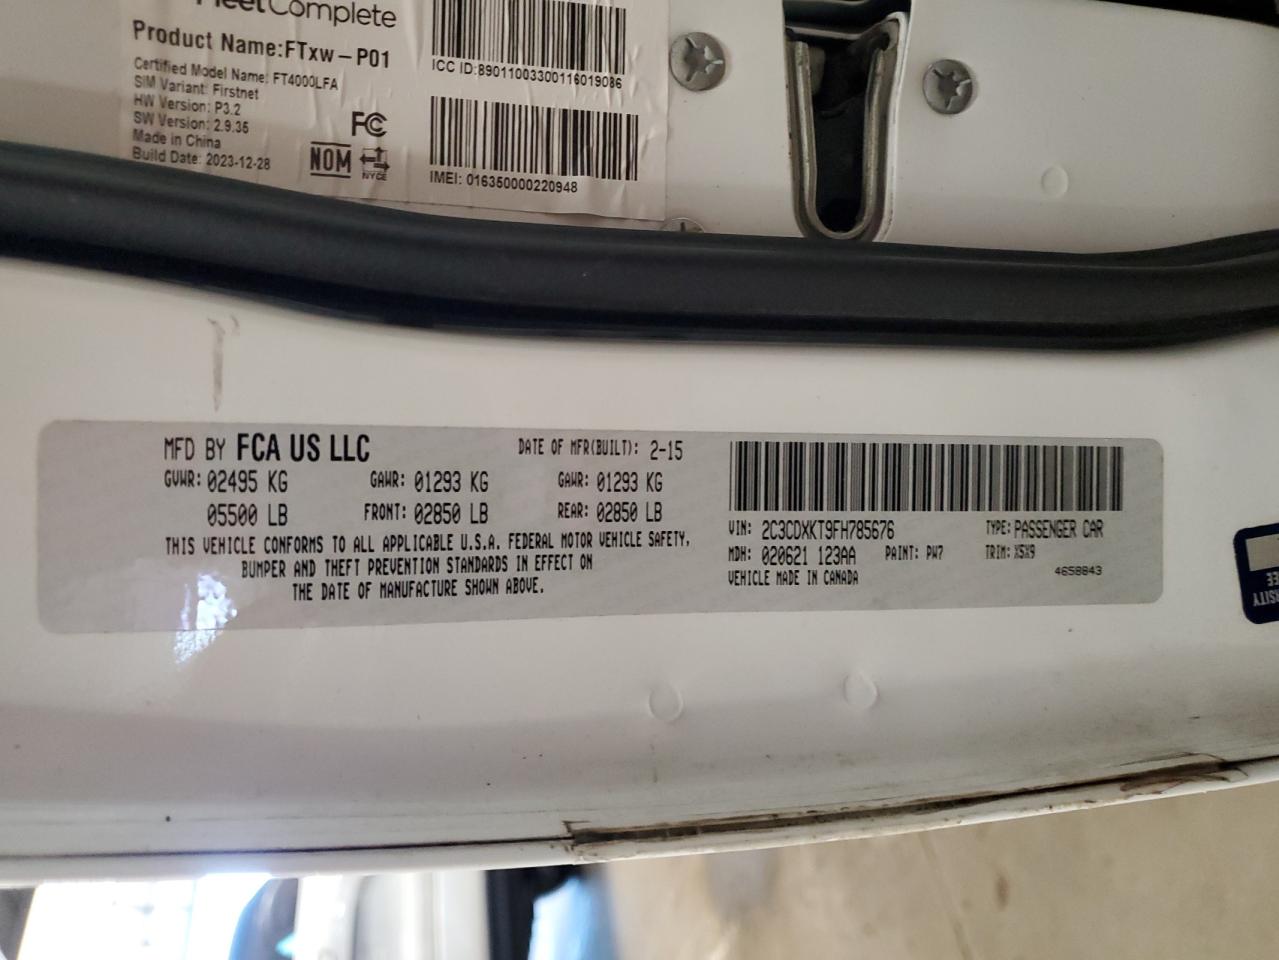 FleetComplete
Product Name:FTxw-P01
Certified Model Name: FT4000LFA
SIM Variant: Firstnet
HW Version: P3.2
SW Version: 2.9.35
Made in China
Build Date: 2023-12-28
FC
NOM
NYCE
ICC ID:89011003300116019086
IMEI: 016350000220948
MFD BY FCA US LLC
DATE OF MFR(BUILT): 2-15
GVWR: 02495 KG GAWR: 01293 KG GAWR: 01293 KG
05500 LB FRONT: 02850 LB REAR: 02850 LB
THIS VEHICLE CONFORMS TO ALL APPLICABLE U.S.A. FEDERAL MOTOR VEHICLE SAFETY,
BUMPER AND THEFT PREVENTION STANDARDS IN EFFECT ON
THE DATE OF MANUFACTURE SHOWN ABOVE.
VIN: 2C3CDXKT9FH785676 TYPE: PASSENGER CAR
MDH: 020621 123AA PAINT: PW7 TRIM: X5X9
VEHICLE MADE IN CANADA 4658843